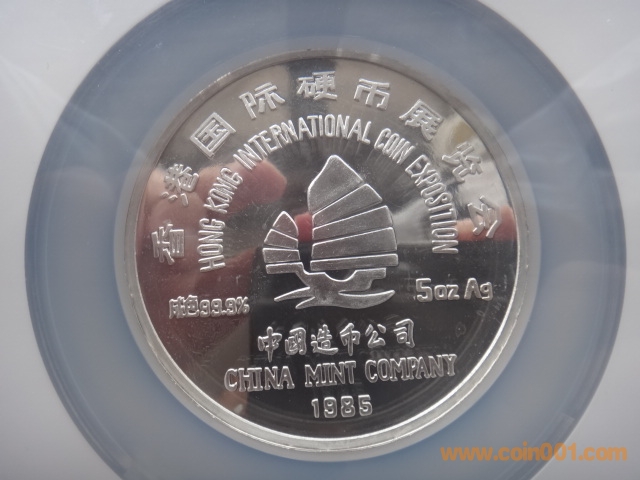 香港国际硬币展览会
HONG KONG INTERNATIONAL COIN EXPOSITION
成色99.9%
5oz Ag
中國造币公司
CHINA MINT COMPANY
1985
www.coin001.com